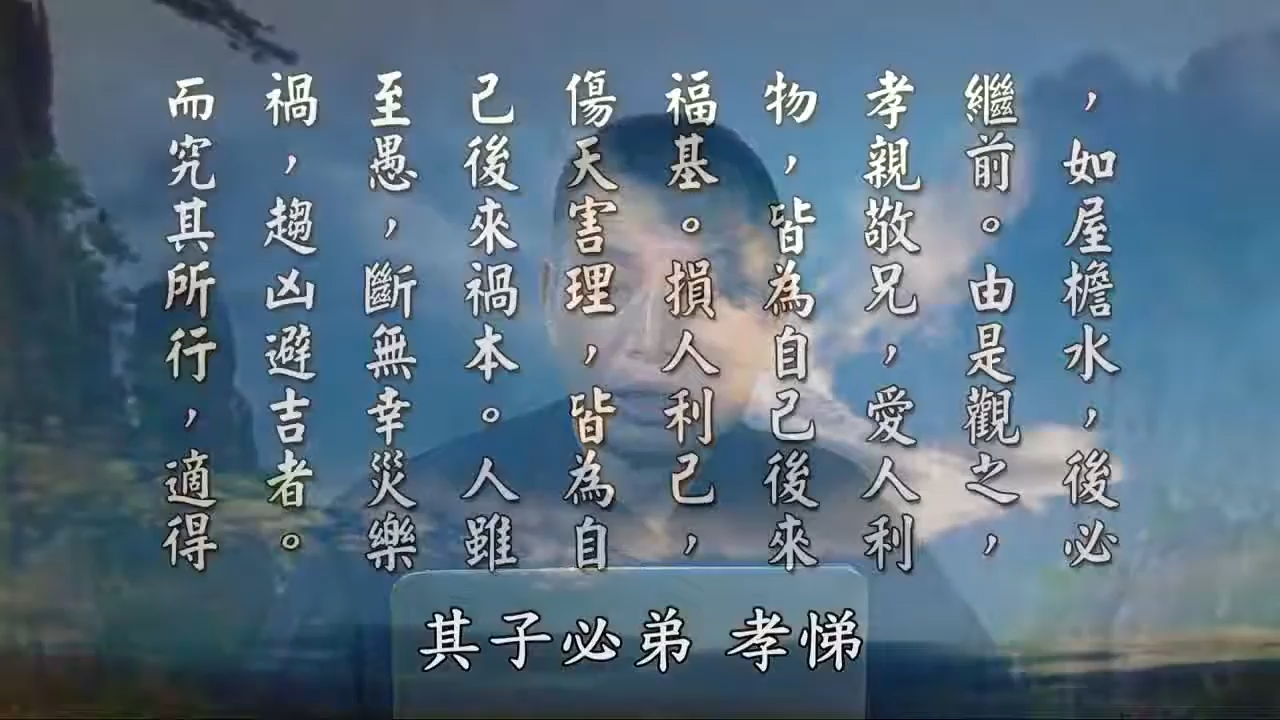 ，如屋檐水，後必
繼前。由是觀之，
孝親敬兄，愛人利
物，皆為自己後來
福基。損人利己，
傷天害理，皆為自
己後來禍本。人雖
至愚，斷無幸災樂
禍，趨凶避吉者。
而究其所行，適得
其子必弟 孝悌